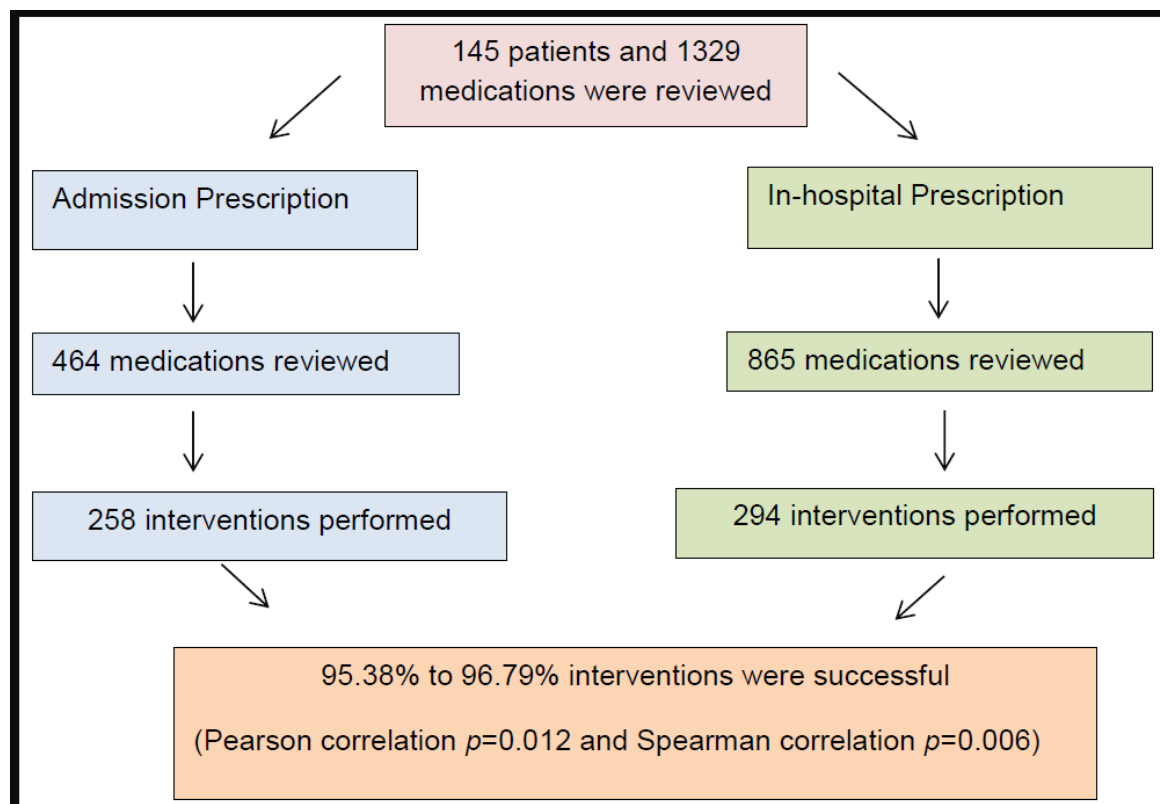 145 patients and 1329
medications were reviewed
Admission Prescription
In-hospital Prescription
464 medications reviewed
865 medications reviewed
258 interventions performed
294 interventions performed
95.38% to 96.79% interventions were successful
(Pearson correlation p=0.012 and Spearman correlation p=0.006)